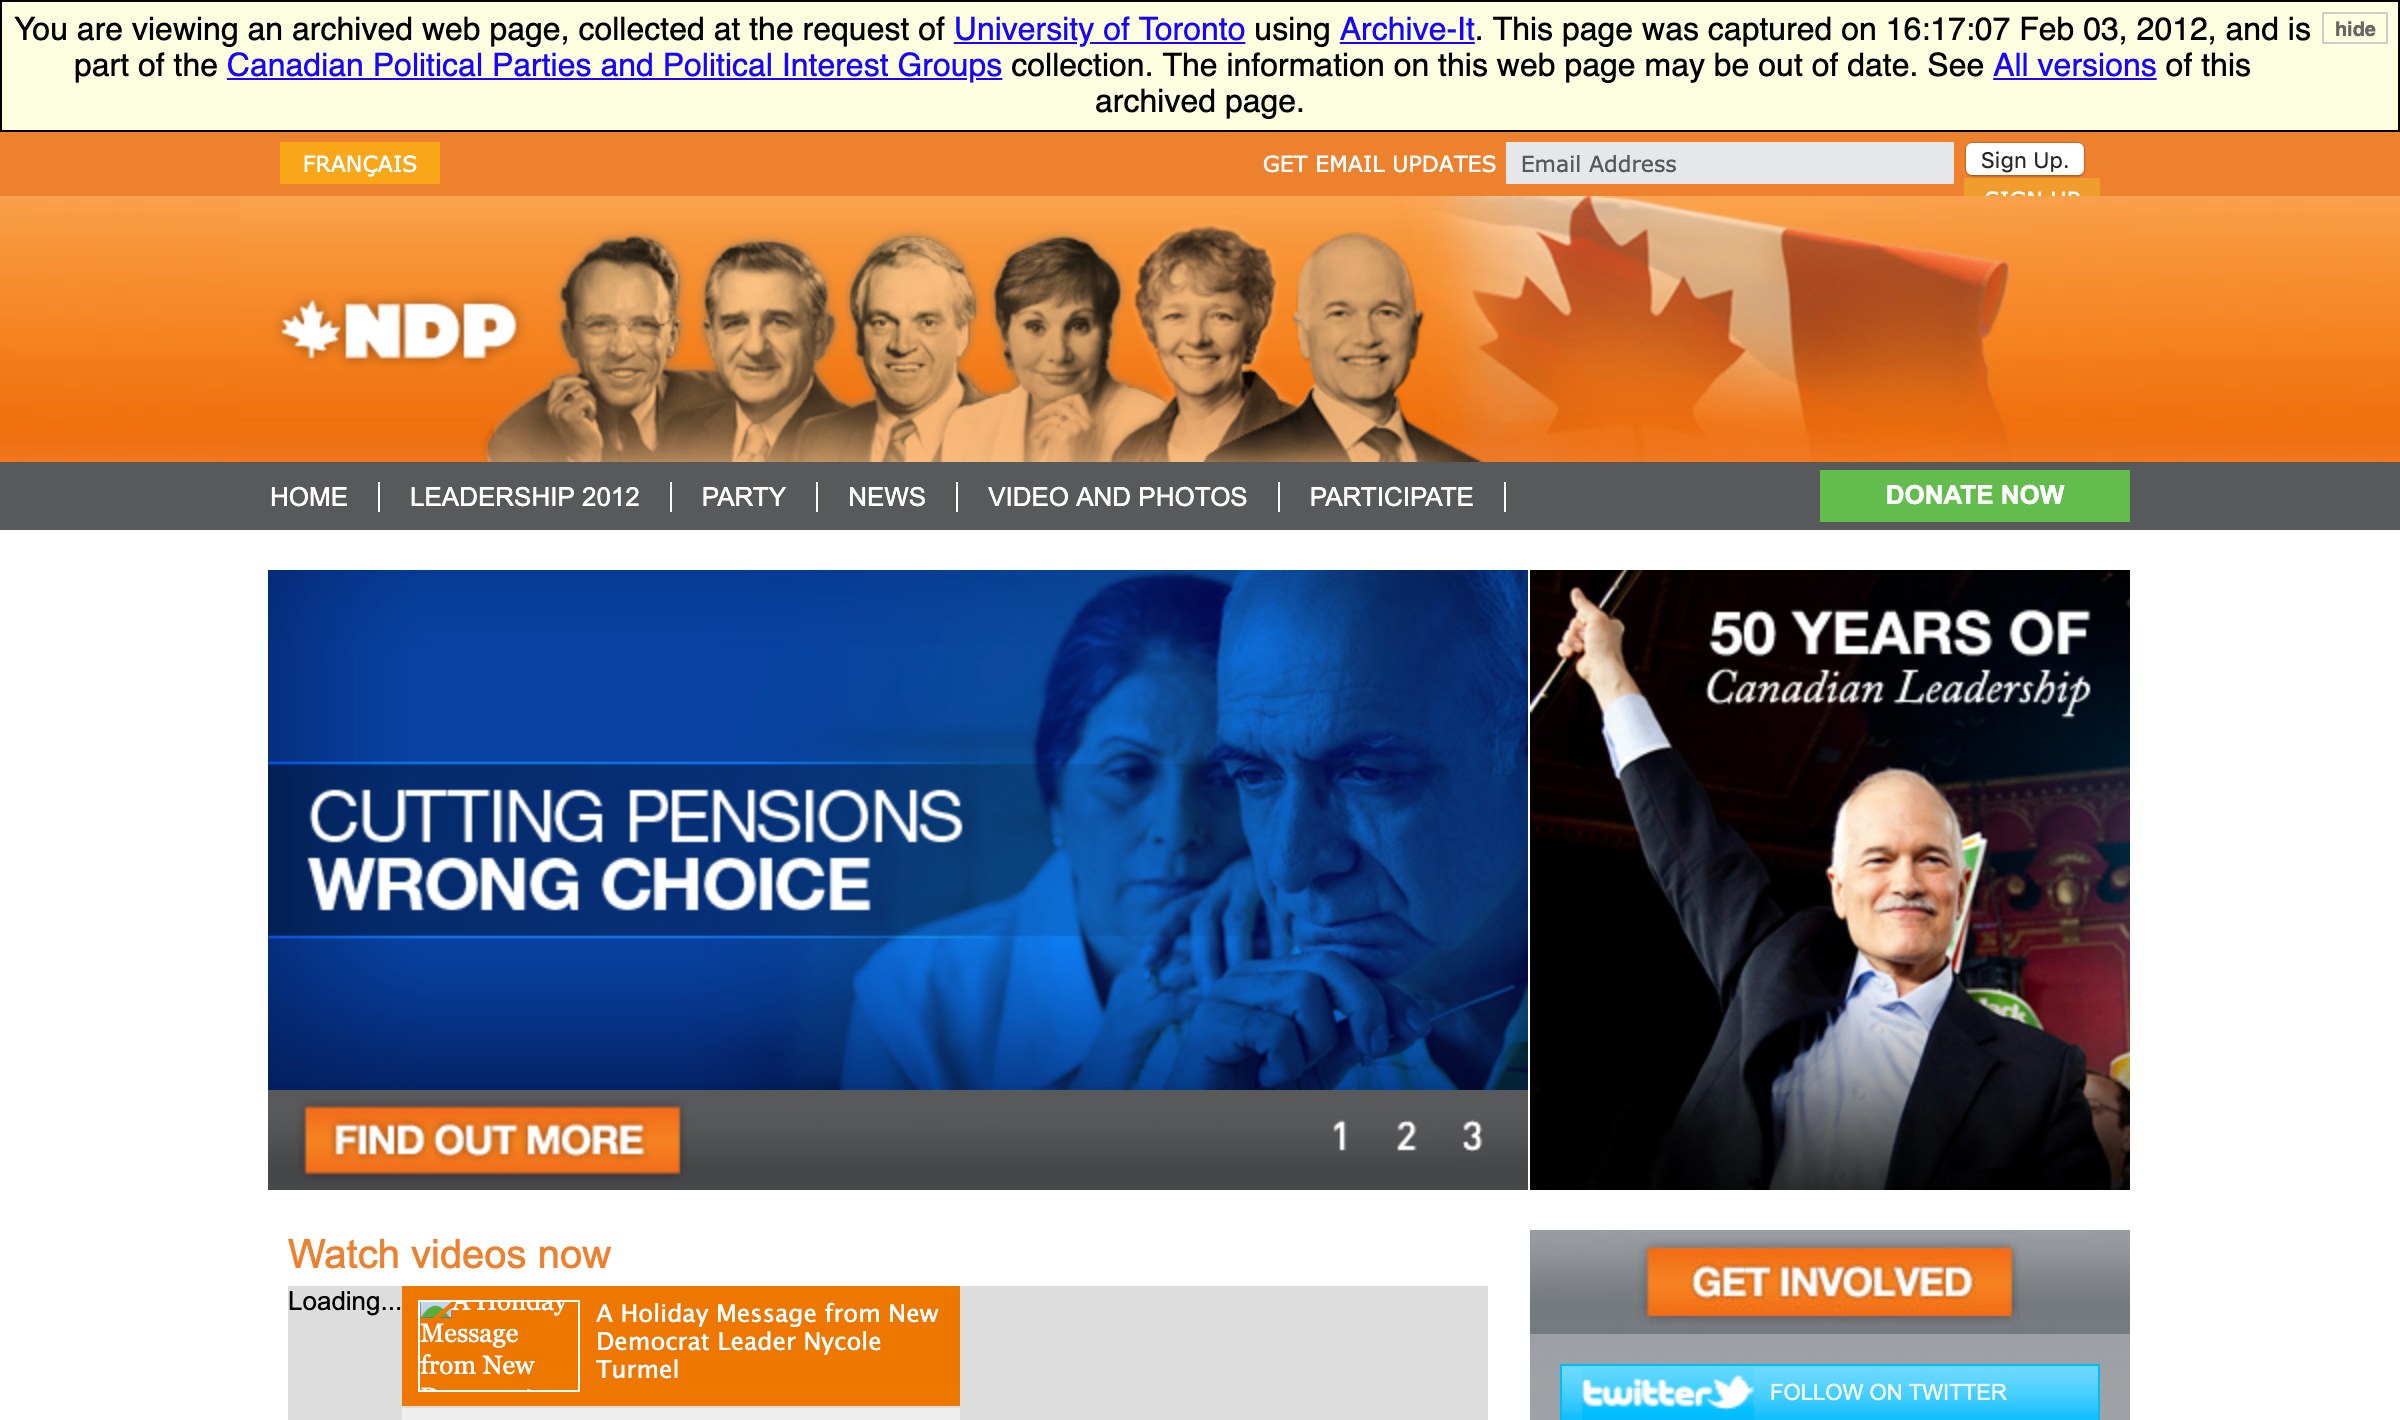 You are viewing an archived web page, collected at the request of University of Toronto using Archive-It. This page was captured on 16:17:07 Feb 03, 2012, and is
hide
part of the Canadian Political Parties and Political Interest Groups collection. The information on this web page may be out of date. See All versions of this
archived page.
FRANÇAIS
GET EMAIL UPDATES
Email Address
Sign Up.
SIGN UP
NDP
HOME
LEADERSHIP 2012
PARTY
NEWS
VIDEO AND PHOTOS
PARTICIPATE
DONATE NOW
CUTTING PENSIONS
WRONG CHOICE
FIND OUT MORE
1 2 3
50 YEARS OF
Canadian Leadership
Watch videos now
Loading...
A Holiday
Message
from New
A Holiday Message from New
Democrat Leader Nycole
Turmel
GET INVOLVED
twitter
FOLLOW ON TWITTER